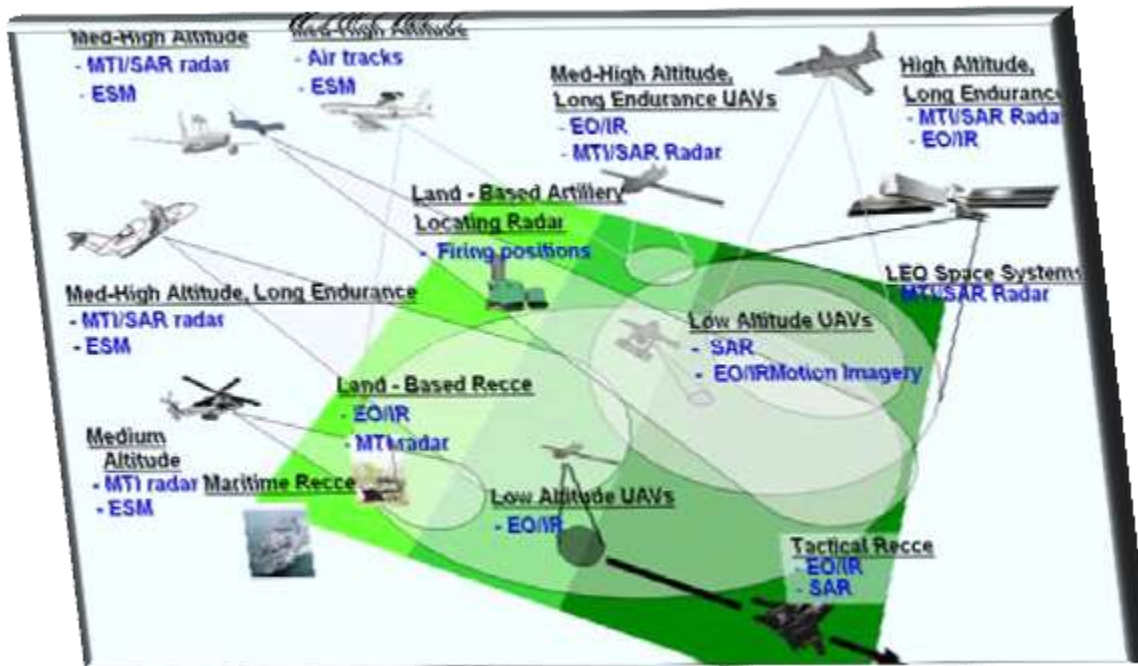 Med-High Altitude
- MTI/SAR radar
- ESM
Med-High Altitude
- Air tracks
- ESM
Med-High Altitude,
Long Endurance UAVs
- EO/IR
- MTI/SAR Radar
High Altitude,
Long Endurance
- MTI/SAR Radar
- EO/IR
Land - Based Artillery
Locating Radar
- Firing positions
LEO Space Systems
MTI/SAR Radar
Med-High Altitude, Long Endurance
- MTI/SAR radar
- ESM
Low Altitude UAVs
- SAR
- EO/IRMotion Imagery
Land - Based Recce
- EO/IR
- MTI radar
Medium
Altitude
- MTI radar
- ESM
Maritime Recce
Low Altitude UAVs
- EO/IR
Tactical Recce
- EO/IR
- SAR